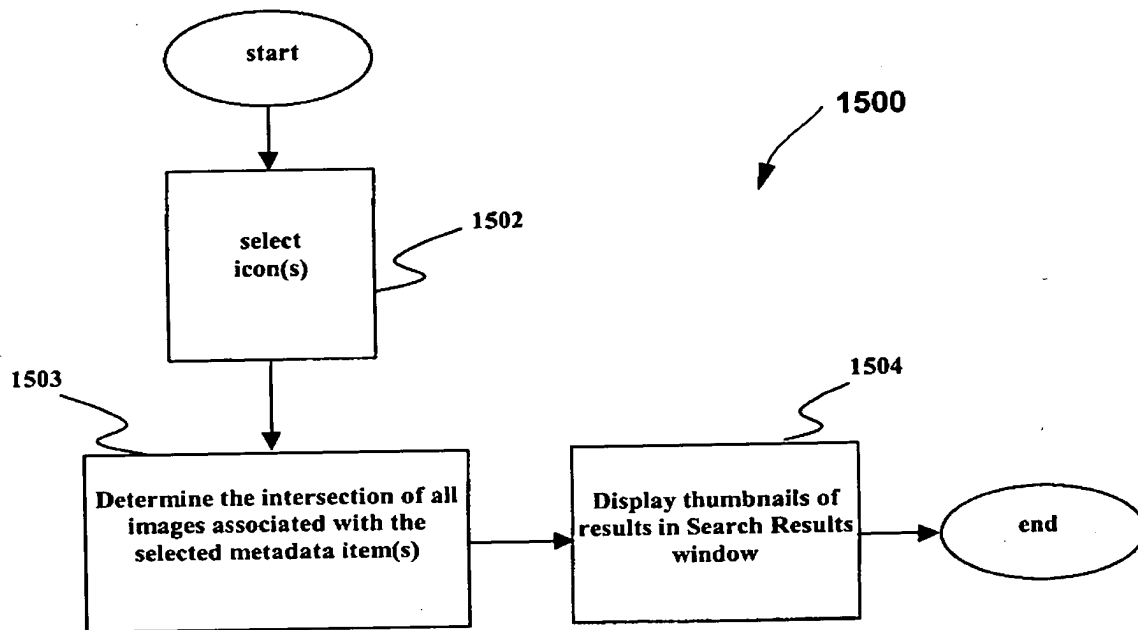 start
1500
select
icon(s)
1502
1503
Determine the intersection of all
images associated with the
selected metadata item(s)
1504
Display thumbnails of
results in Search Results
window
end